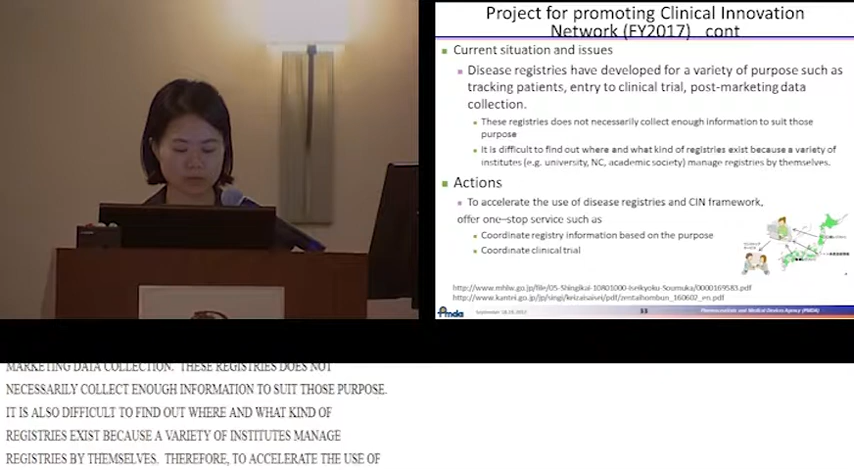 Project for promoting Clinical Innovation
Network (FY2017) cont
Current situation and issues
Disease registries have developed for a variety of purpose such as
tracking patients, entry to clinical trial, post-marketing data
collection.
These registries does not necessarily collect enough information to suit those
purpose
It is difficult to find out where and what kind of registries exist because a variety of
institutes (e.g. university, NC, academic society) manage registries by themselves.
Actions
To accelerate the use of disease registries and CIN framework,
offer one-stop service such as
Coordinate registry information based on the purpose
Coordinate clinical trial
http://www.mhlw.go.jp/file/05-Shingikai-10801000-Iseikyoku-Soumuka/0000169583.pdf
http://www.kantei.go.jp/jp/singi/keizaisaisei/pdf/zentaihombun_160602_en.pdf
Pmda
33
Pharmaceuticals and Medical Devices Agency (PMDA)
MARKETING DATA COLLECTION. THESE REGISTRIES DOES NOT
NECESSARILY COLLECT ENOUGH INFORMATION TO SUIT THOSE PURPOSE.
IT IS ALSO DIFFICULT TO FIND OUT WHERE AND WHAT KIND OF
REGISTRIES EXIST BECAUSE A VARIETY OF INSTITUTES MANAGE
REGISTRIES BY THEMSELVES. THEREFORE, TO ACCELERATE THE USE OF